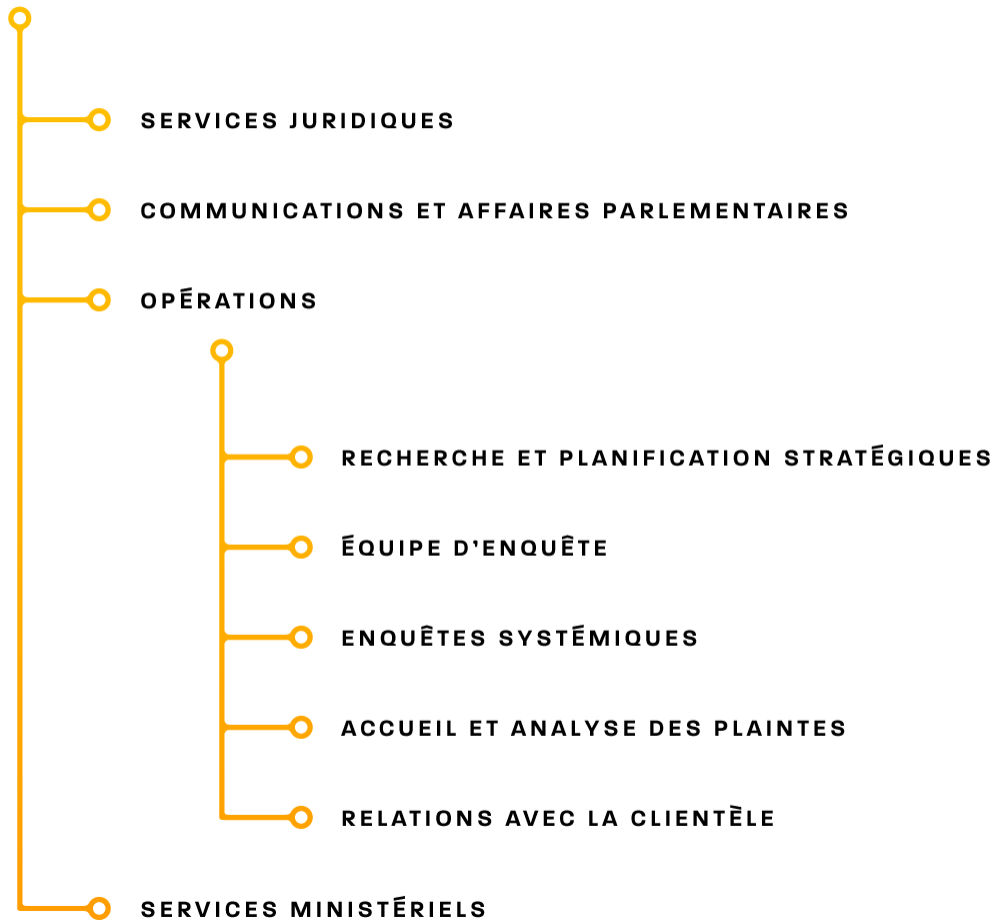 SERVICES JURIDIQUES
COMMUNICATIONS ET AFFAIRES PARLEMENTAIRES
OPÉRATIONS
RECHERCHE ET PLANIFICATION STRATÉGIQUES
ÉQUIPE D'ENQUÊTE
ENQUÊTES SYSTÉMIQUES
ACCUEIL ET ANALYSE DES PLAINTES
RELATIONS AVEC LA CLIENTÈLE
SERVICES MINISTÉRIELS